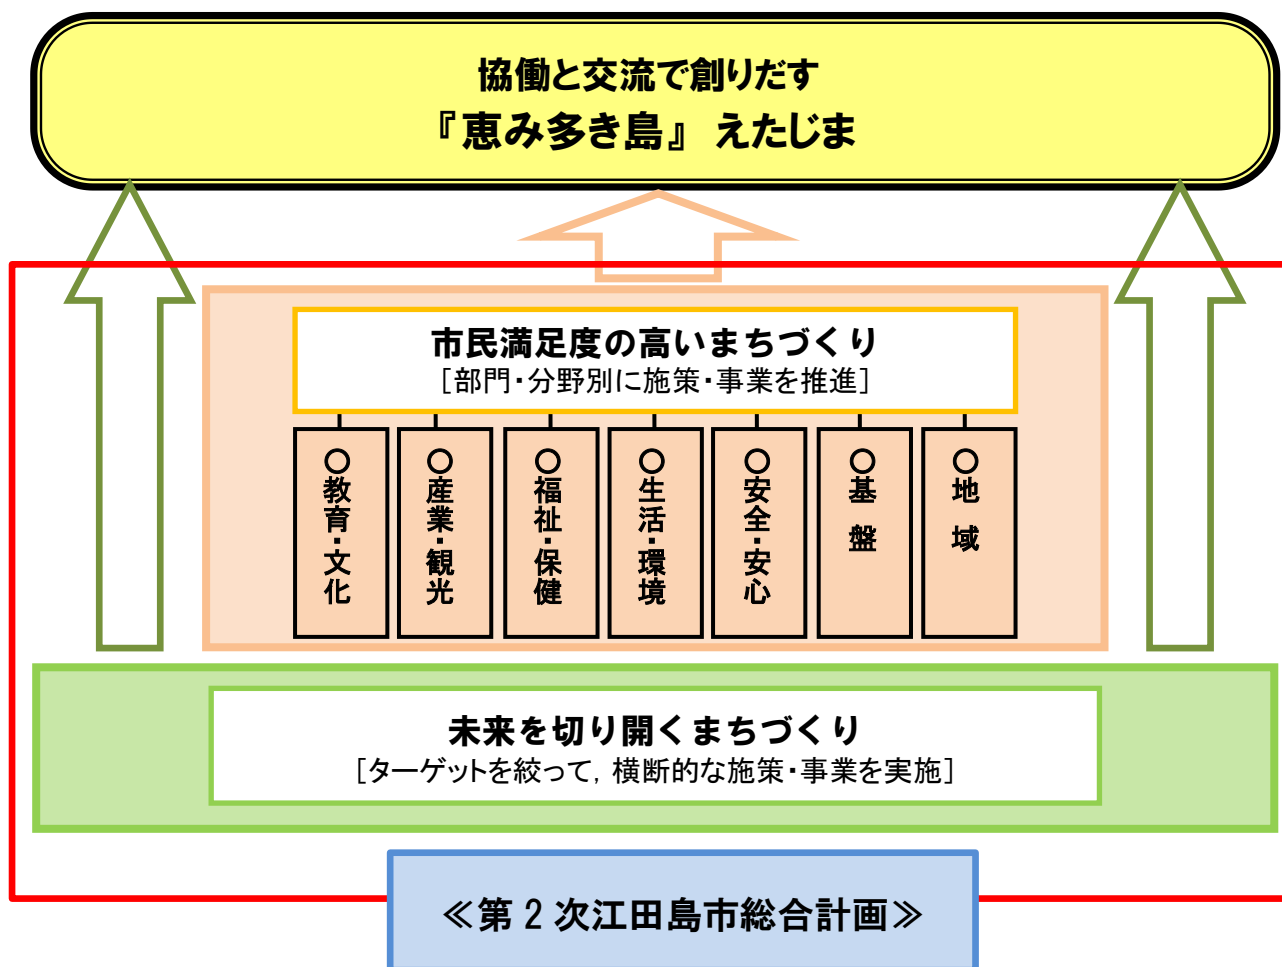 協働と交流で創りだす
『恵み多き島』 えたじま
市民満足度の高いまちづくり
［部門・分野別に施策・事業を推進］
○教育・文化
○産業・観光
○福祉・保健
○生活・環境
○安全・安心
○基 盤
○地 域
未来を切り開くまちづくり
［ターゲットを絞って，横断的な施策・事業を実施］
≪第２次江田島市総合計画≫